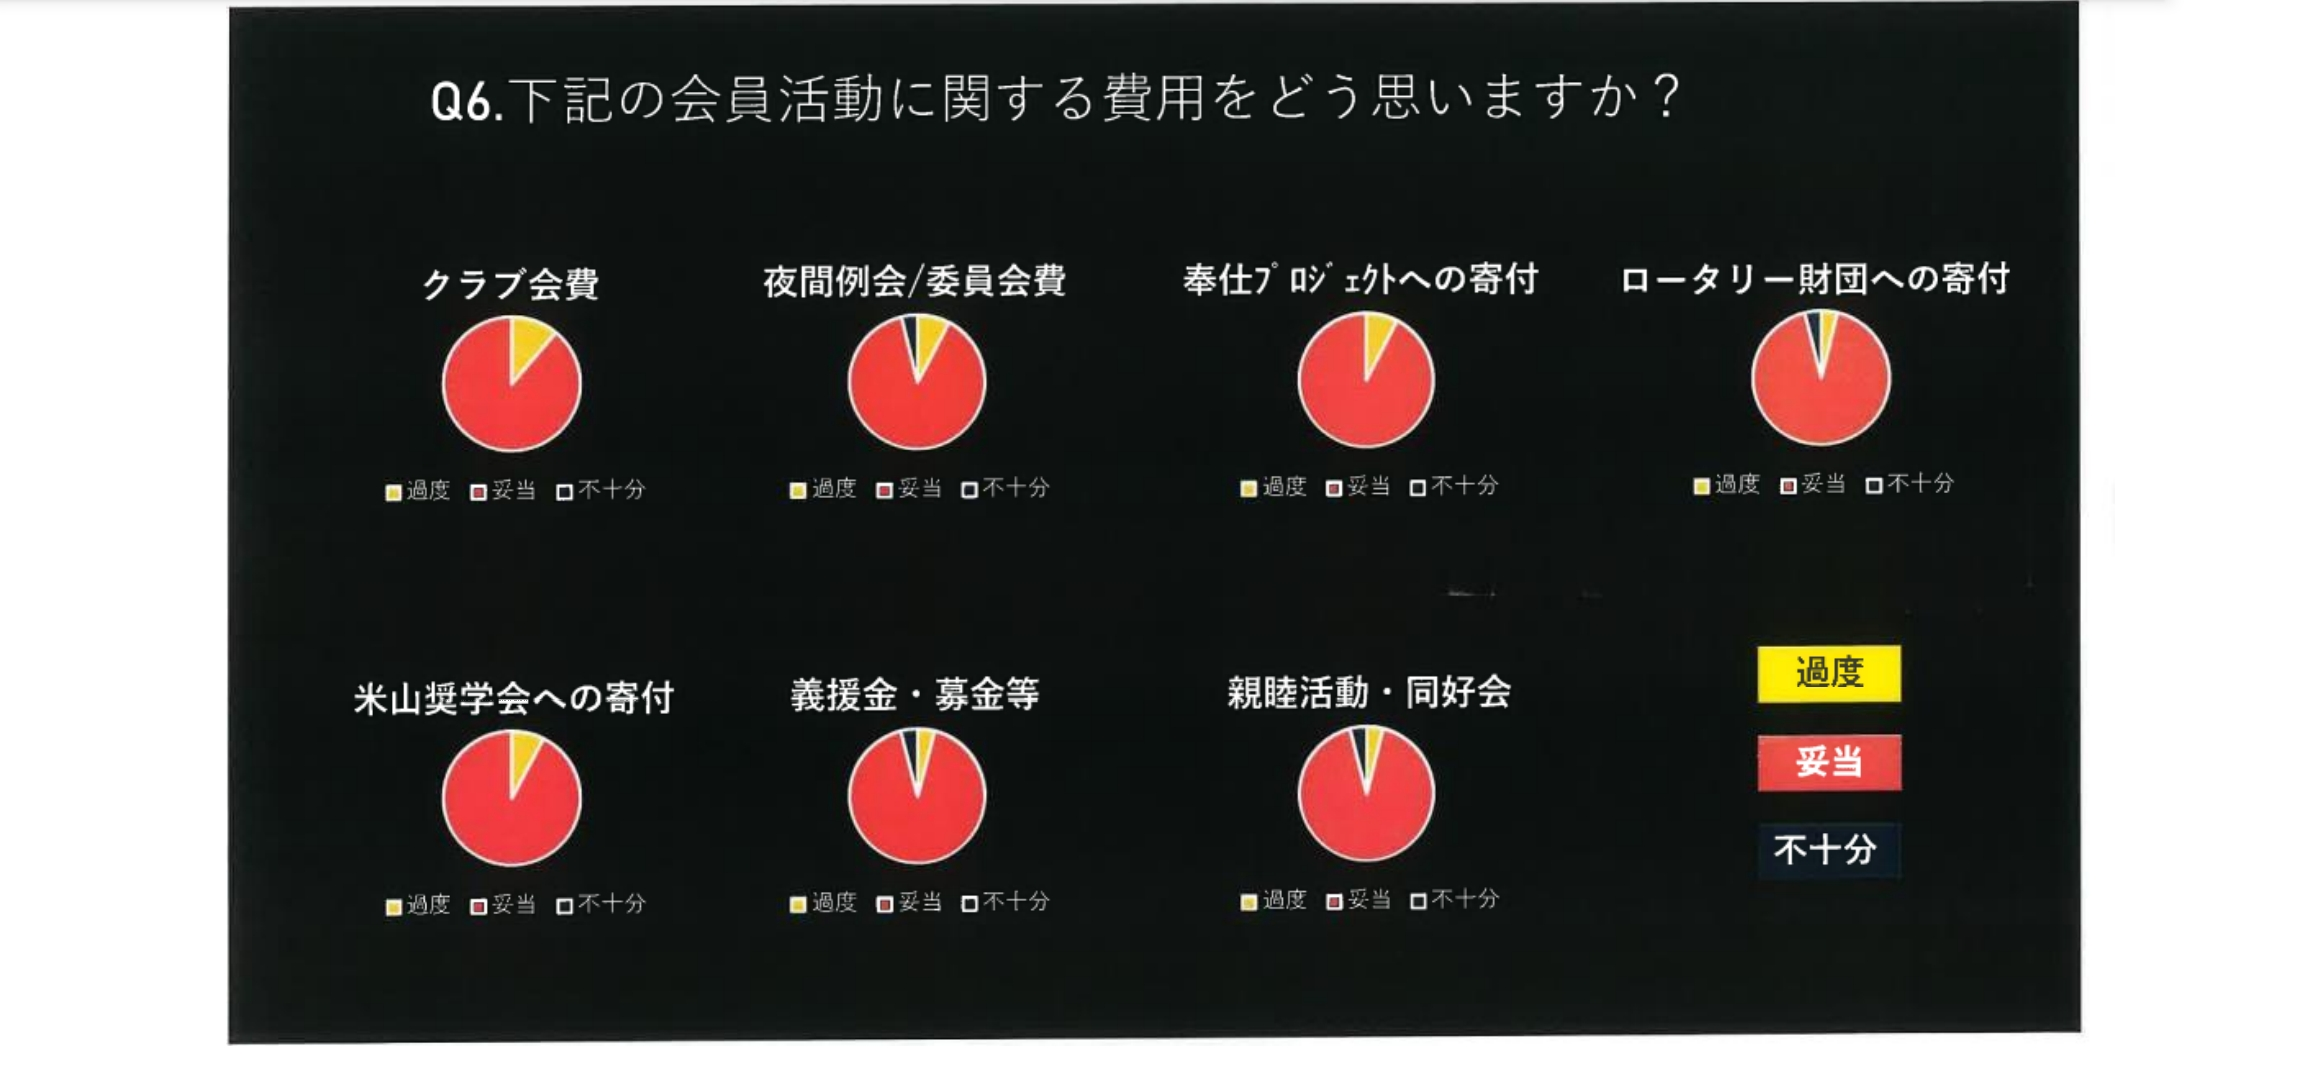 Q6.下記の会員活動に関する費用をどう思いますか？
クラブ会費
夜間例会/委員会費
奉仕ﾌﾟﾛｼﾞｪｸﾄへの寄付
ロータリー財団への寄付
過度 妥当 不十分
過度 妥当 不十分
過度 妥当 不十分
過度 妥当 不十分
米山奨学会への寄付
義援金・募金等
親睦活動・同好会
過度 妥当 不十分
過度 妥当 不十分
過度 妥当 不十分
過度
妥当
不十分